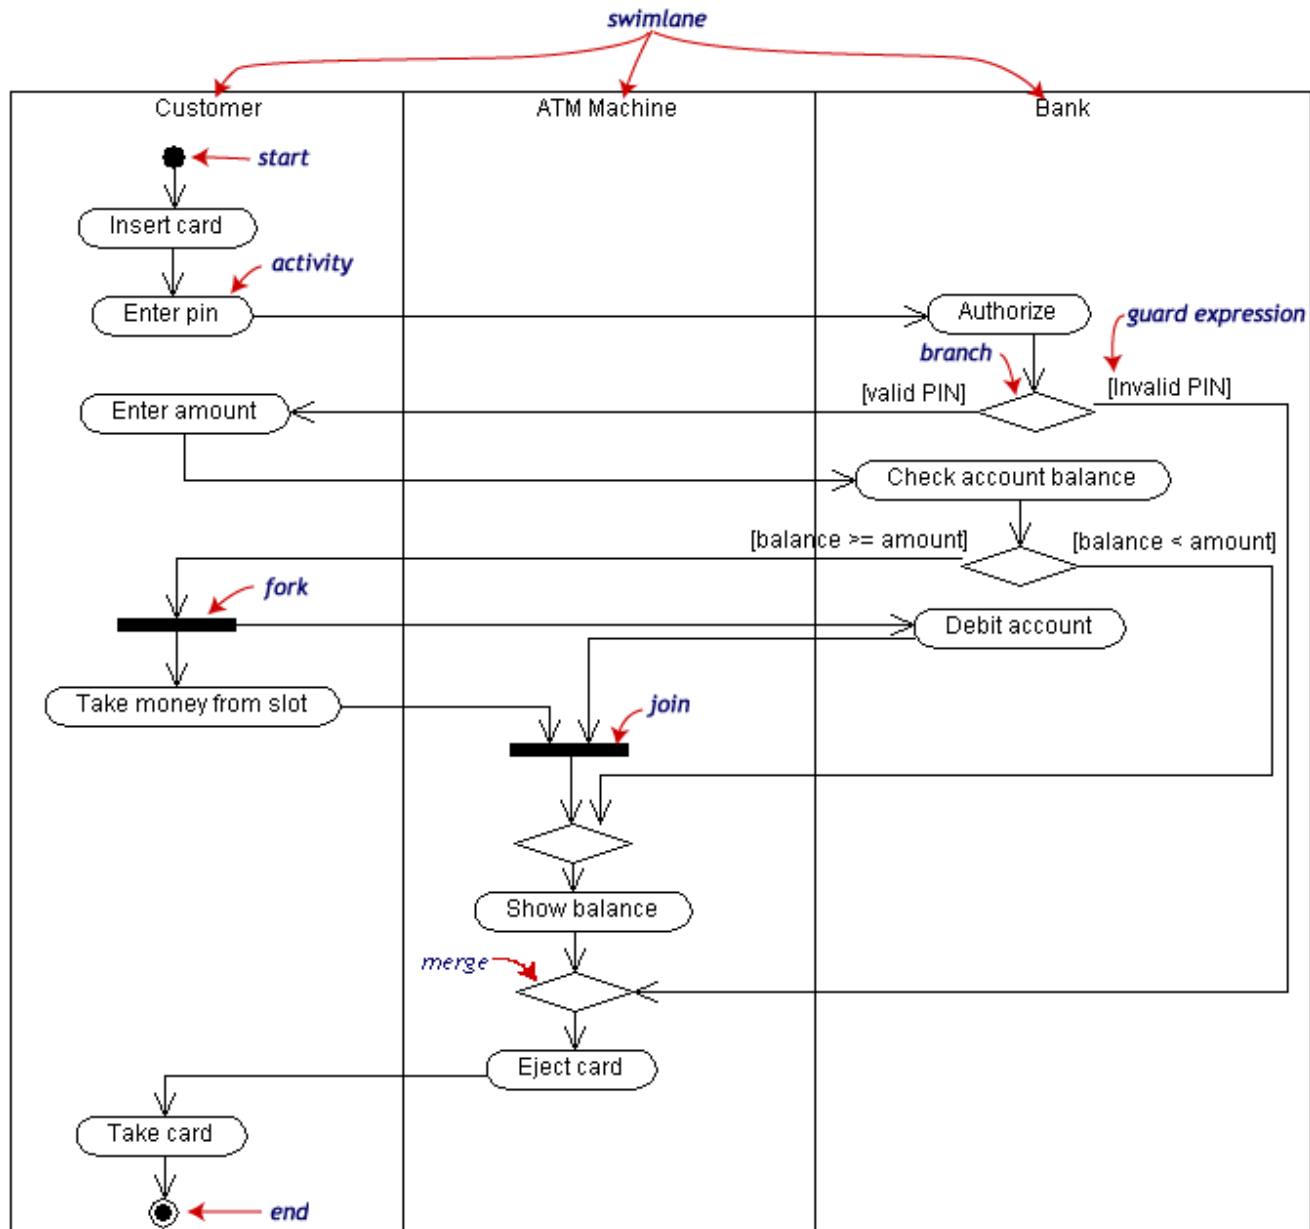 swimlane
Customer
ATM Machine
Bank
start
Insert card
activity
Enter pin
Authorize
guard expression
branch
[valid PIN]
[Invalid PIN]
Enter amount
Check account balance
[balance >= amount]
[balance < amount]
fork
Debit account
Take money from slot
join
Show balance
merge
Eject card
Take card
end